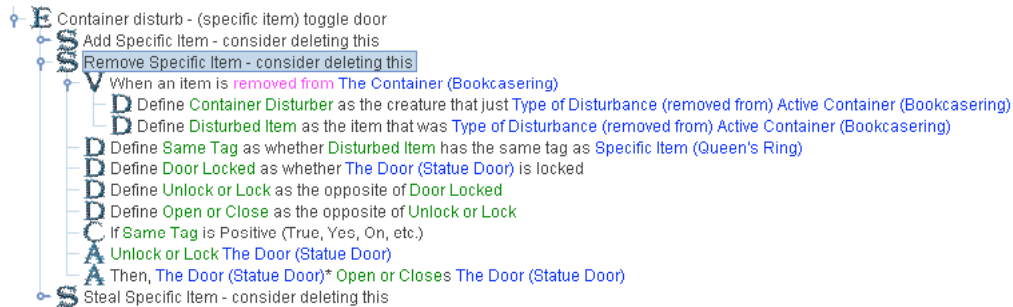 E Container disturb - (specific item) toggle door
S Add Specific Item - consider deleting this
S Remove Specific Item - consider deleting this
V When an item is removed from The Container (Bookcasering)
D Define Container Disturber as the creature that just Type of Disturbance (removed from) Active Container (Bookcasering)
D Define Disturbed Item as the item that was Type of Disturbance (removed from) Active Container (Bookcasering)
D Define Same Tag as whether Disturbed Item has the same tag as Specific Item (Queen's Ring)
D Define Door Locked as whether The Door (Statue Door) is locked
D Define Unlock or Lock as the opposite of Door Locked
D Define Open or Close as the opposite of Unlock or Lock
C If Same Tag is Positive (True, Yes, On, etc.)
A Unlock or Lock The Door (Statue Door)
A Then, The Door (Statue Door)* Open or Closes The Door (Statue Door)
S Steal Specific Item - consider deleting this